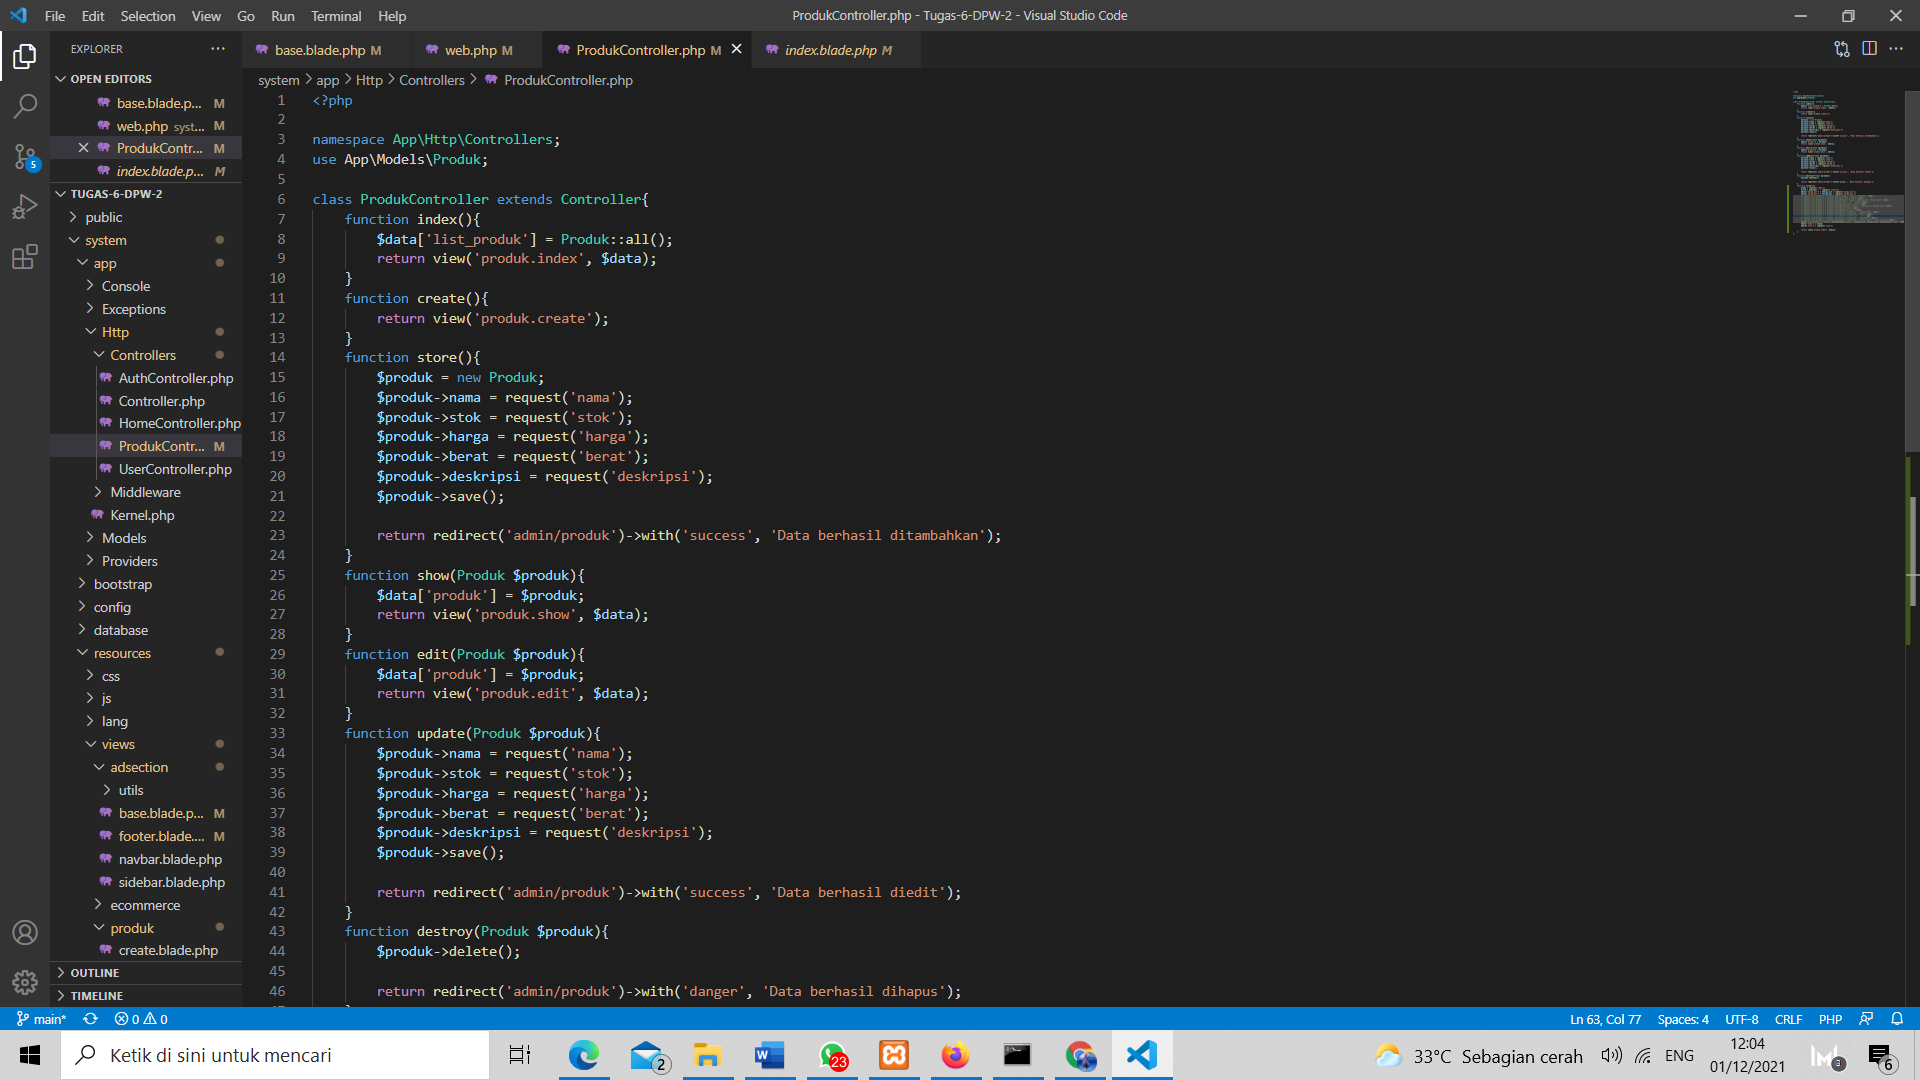 File Edit Selection View Go Run Terminal Help
ProdukController.php - Tugas-6-DPW-2 - Visual Studio Code
EXPLORER
OPEN EDITORS
base.blade.p... M
web.php syst... M
ProdukContr... M
index.blade.p... M
TUGAS-6-DPW-2
public
system
app
Console
Exceptions
Http
Controllers
AuthController.php
Controller.php
HomeController.php
ProdukContr... M
UserController.php
Middleware
Kernel.php
Models
Providers
bootstrap
config
database
resources
css
js
lang
views
adsection
utils
base.blade.p... M
footer.blade.... M
navbar.blade.php
sidebar.blade.php
ecommerce
produk
create.blade.php
OUTLINE
TIMELINE
5
base.blade.php M
web.php M
ProdukController.php M
index.blade.php M
system > app > Http > Controllers > ProdukController.php
1 <?php
2
3 namespace App\Http\Controllers;
4 use App\Models\Produk;
5
6 class ProdukController extends Controller{
7 function index(){
8 $data['list_produk'] = Produk::all();
9 return view('produk.index', $data);
10 }
11 function create(){
12 return view('produk.create');
13 }
14 function store(){
15 $produk = new Produk;
16 $produk->nama = request('nama');
17 $produk->stok = request('stok');
18 $produk->harga = request('harga');
19 $produk->berat = request('berat');
20 $produk->deskripsi = request('deskripsi');
21 $produk->save();
22
23 return redirect('admin/produk')->with('success', 'Data berhasil ditambahkan');
24 }
25 function show(Produk $produk){
26 $data['produk'] = $produk;
27 return view('produk.show', $data);
28 }
29 function edit(Produk $produk){
30 $data['produk'] = $produk;
31 return view('produk.edit', $data);
32 }
33 function update(Produk $produk){
34 $produk->nama = request('nama');
35 $produk->stok = request('stok');
36 $produk->harga = request('harga');
37 $produk->berat = request('berat');
38 $produk->deskripsi = request('deskripsi');
39 $produk->save();
40
41 return redirect('admin/produk')->with('success', 'Data berhasil diedit');
42 }
43 function destroy(Produk $produk){
44 $produk->delete();
45
46 return redirect('admin/produk')->with('danger', 'Data berhasil dihapus');
main* 0 0
Ln 63, Col 77 Spaces: 4 UTF-8 CRLF PHP
Ketik di sini untuk mencari
2
23
33°C Sebagian cerah
ENG
12:04
01/12/2021
3
6